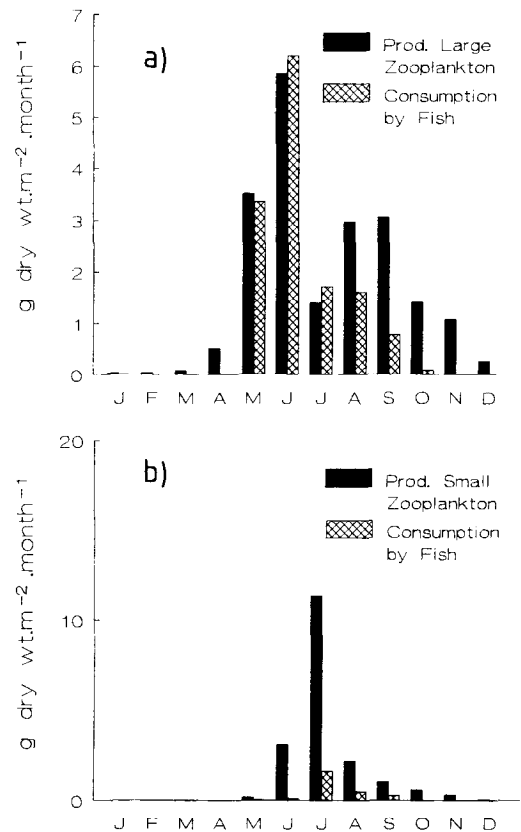 a)
Prod. Large
Zooplankton
Consumption
by Fish
g dry wt.m⁻².month⁻¹
7
6
5
4
3
2
1
0
J F M A M J J A S O N D
b)
Prod. Small
Zooplankton
Consumption
by Fish
g dry wt.m⁻².month⁻¹
20
10
0
J F M A M J J A S O N D